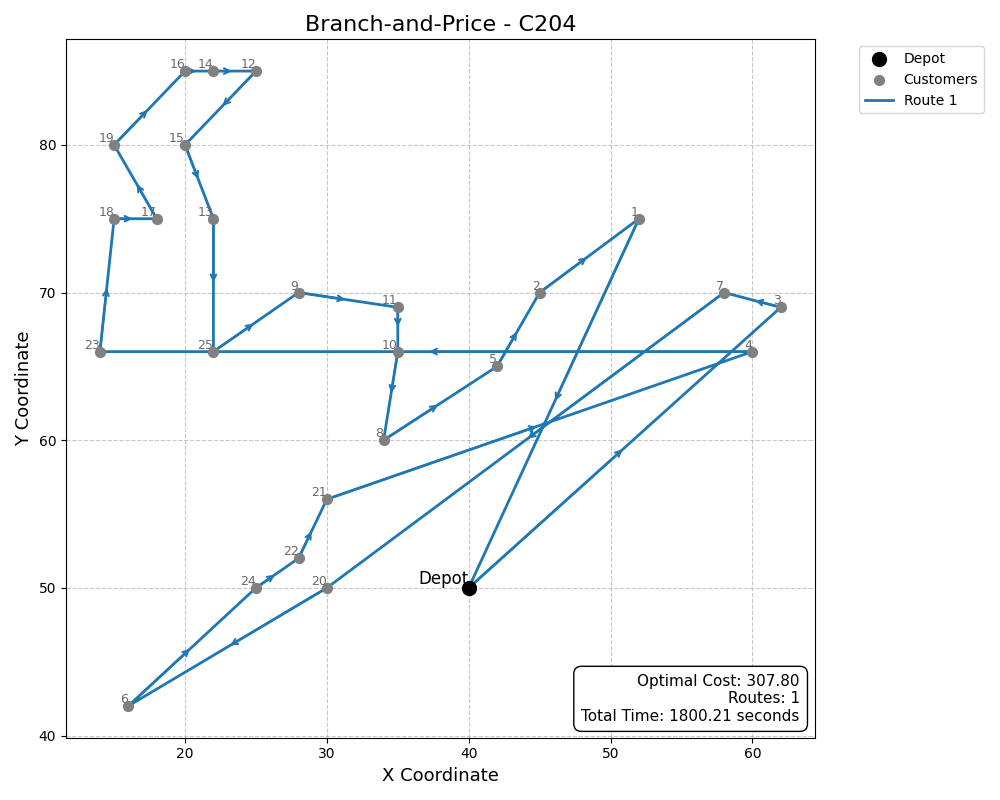 Branch-and-Price - C204
Depot
Customers
Route 1
16 14 12
19 15
18 17 13 1
9 2 7 3
11
23 25 10 4
5
8
21
22
24 20 Depot
6
Optimal Cost: 307.80
Routes: 1
Total Time: 1800.21 seconds
80
70
60
50
40
20 30 40 50 60
X Coordinate
Y Coordinate